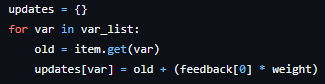 updates = {}
for var in var_list:
    old = item.get(var)
    updates[var] = old + (feedback[0] * weight)